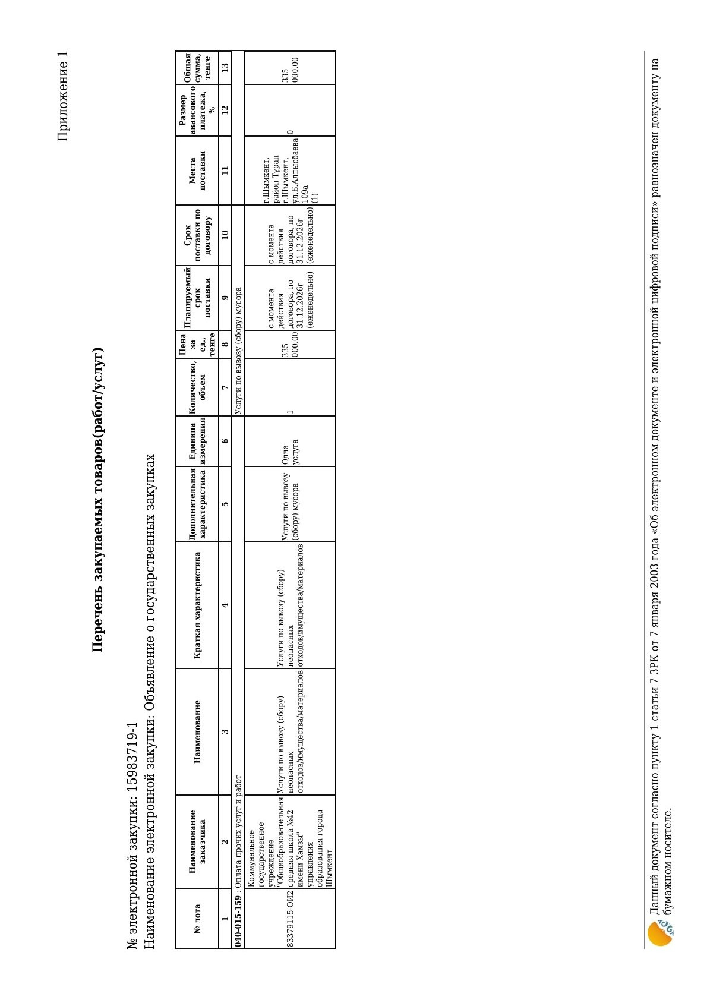 Приложение 1
Перечень закупаемых товаров(работ/услуг)
№ электронной закупки: 15983719-1
Наименование электронной закупки: Объявление о государственных закупках
№ лота
Наименование
заказчика
Наименование
Краткая характеристика
Дополнительная
характеристика
Единица
измерения
Количество,
объем
Цена
за
ед.,
тенге
Планируемый
срок
поставки
Срок
поставки по
договору
Места
поставки
Размер
авансового
платежа,
%
Общая
сумма,
тенге
1 2 3 4 5 6 7 8 9 10 11 12 13
040-015-159 : Оплата прочих услуг и работ
Услуги по вывозу (сбору) мусора
83379115-ОИ2
Коммунальное
государственное
учреждение
"Общеобразовательная
средняя школа №42
имени Хамзы"
управления
образования города
Шымкент
Услуги по вывозу (сбору)
неопасных
отходов/имущества/материалов
Услуги по вывозу (сбору)
неопасных
отходов/имущества/материалов
Услуги по вывозу
(сбору) мусора
Одна
услуга
1
335
000.00
с момента
действия
договора, по
31.12.2026г
(еженедельно)
с момента
действия
договора, по
31.12.2026г
(еженедельно)
г.Шымкент,
район Тұран
г.Шымкент,
ул.Б.Алпысбаева
109а
(1)
0
335
000.00
Данный документ согласно пункту 1 статьи 7 ЗРК от 7 января 2003 года «Об электронном документе и электронной цифровой подписи» равнозначен документу на
бумажном носителе.